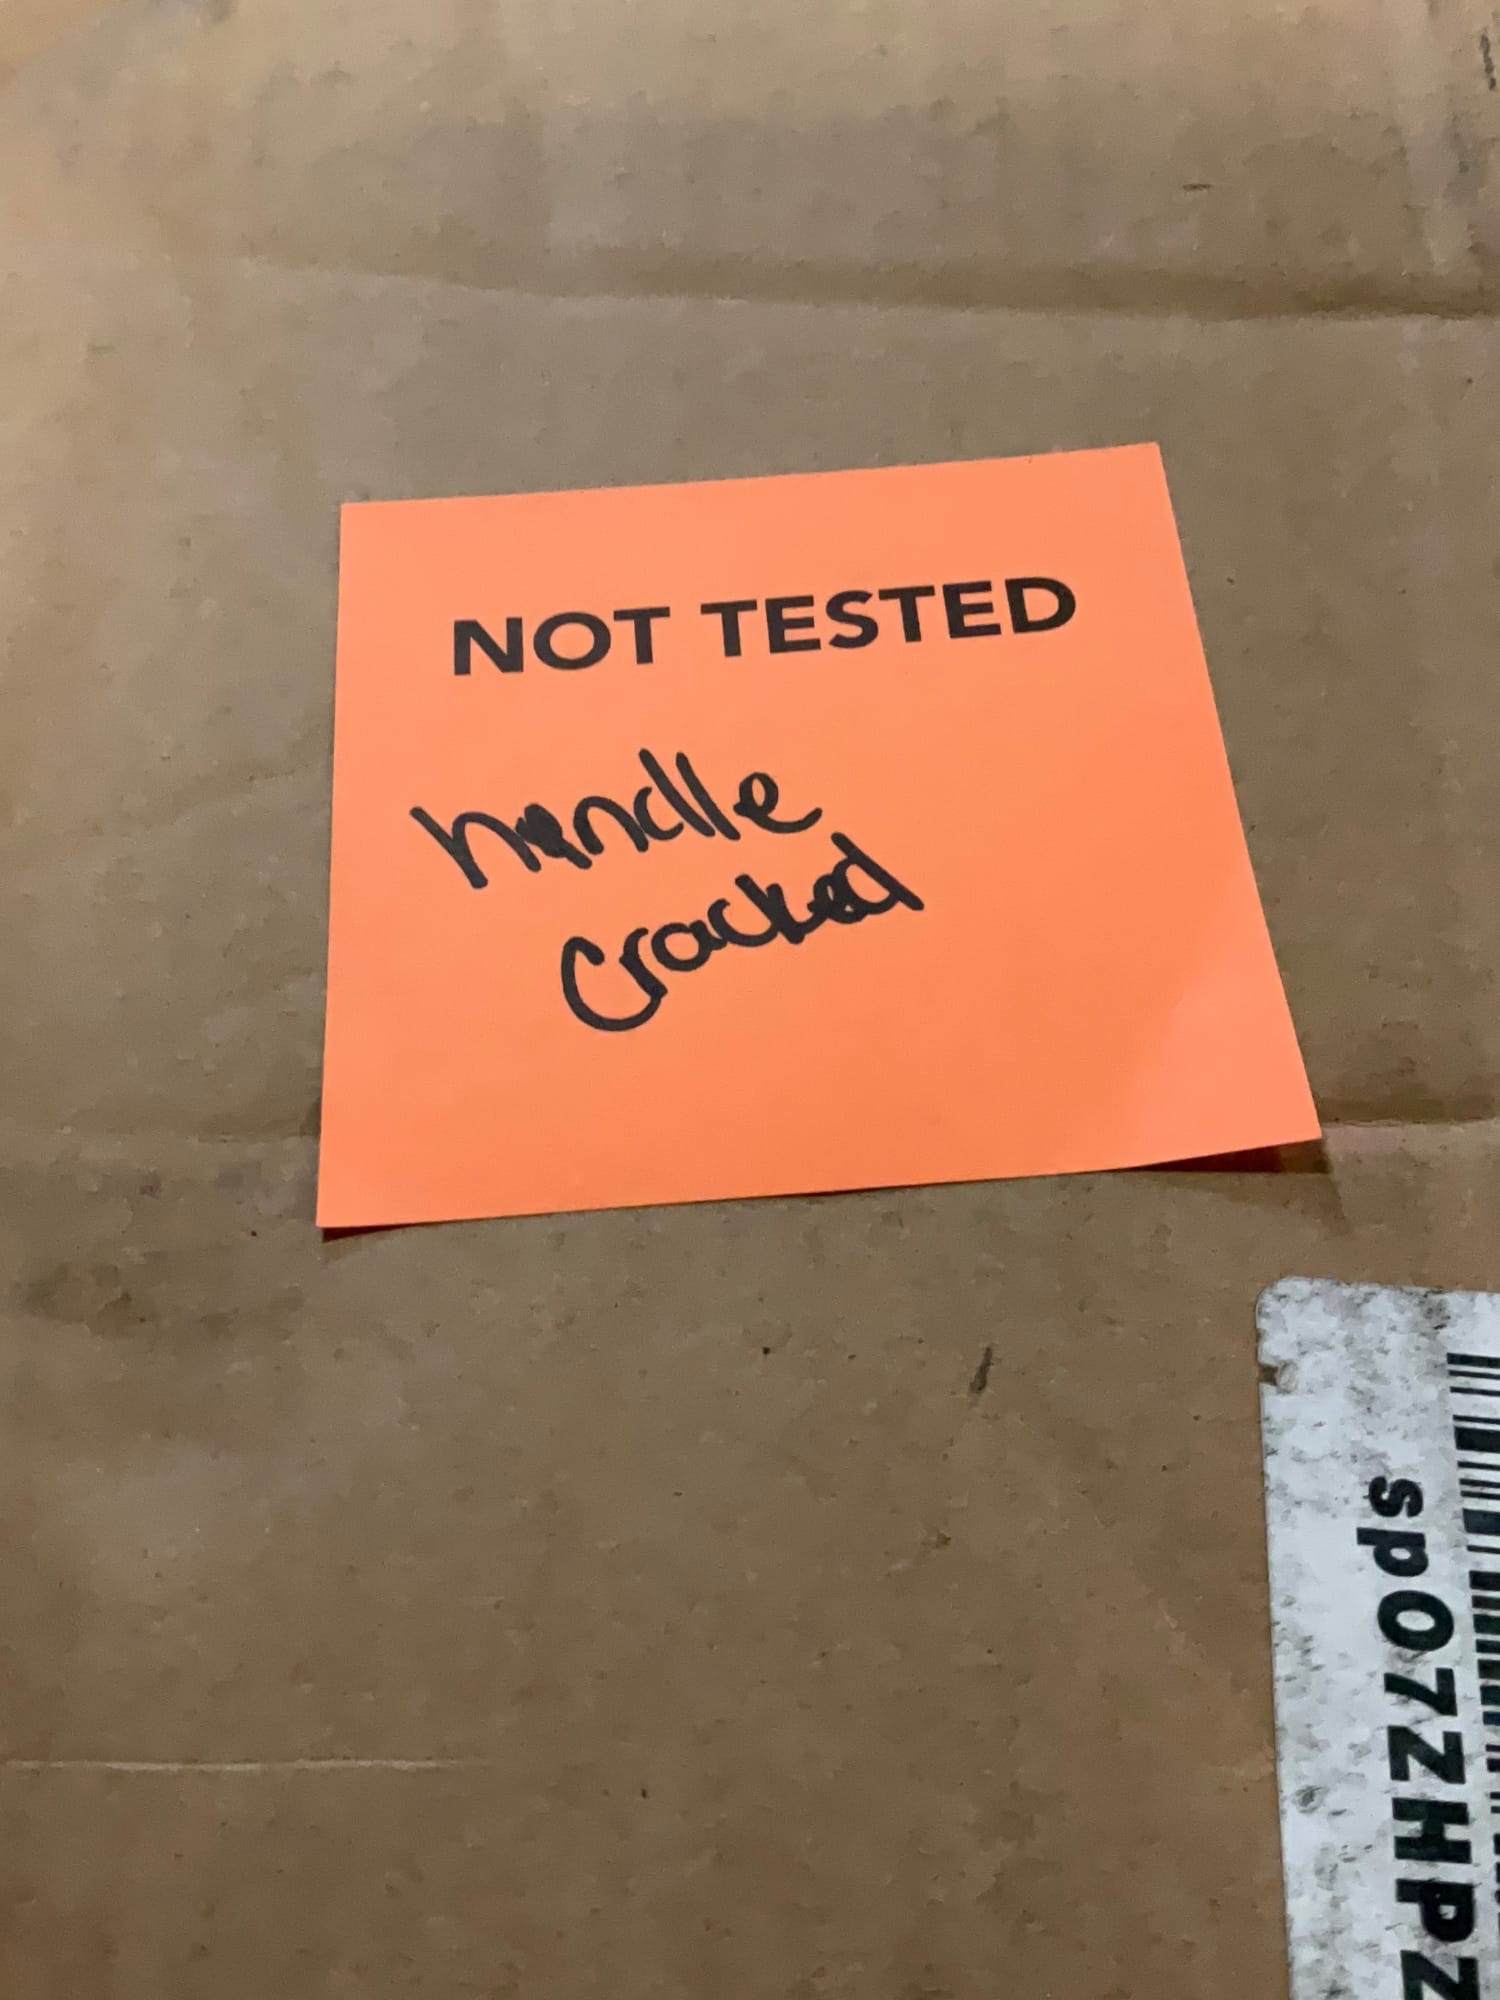 NOT TESTED
handle
cracked
spO7ZHPZ